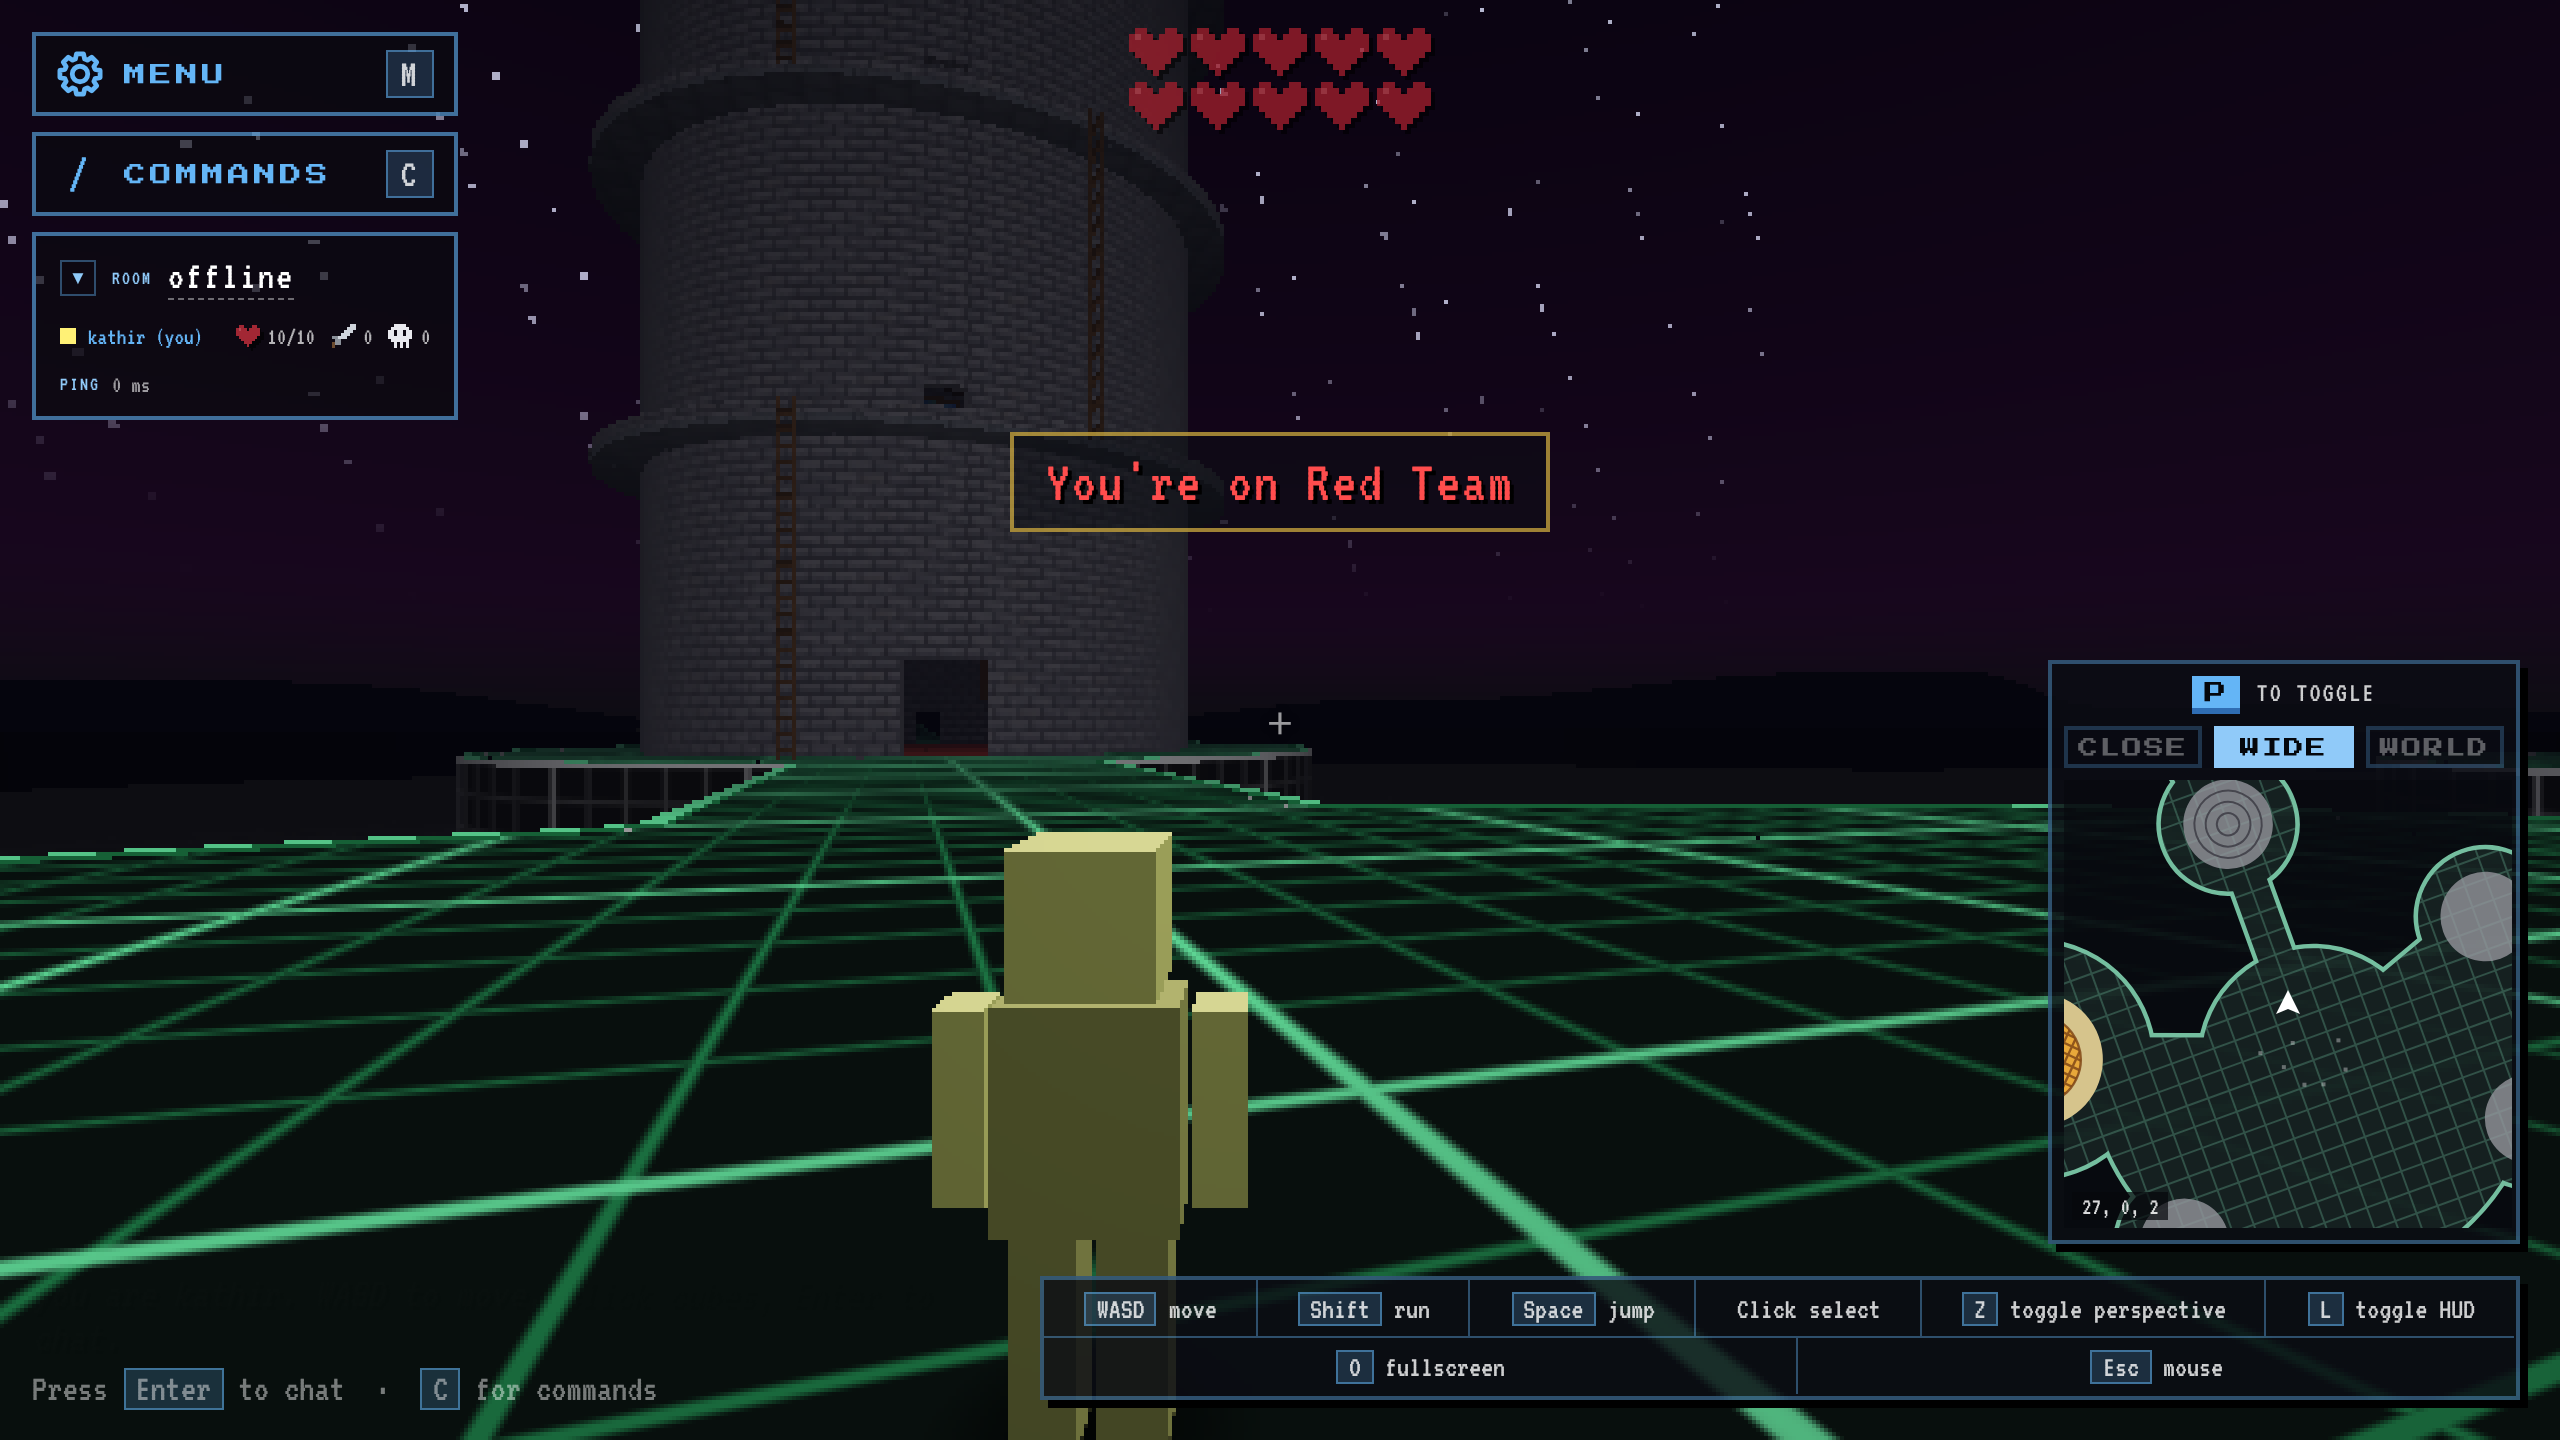 MENU M
/ COMMANDS C
▼ ROOM offline
kathir (you) 10/10 0 0
PING 0 ms
You're on Red Team
P TO TOGGLE
CLOSE WIDE WORLD
27, 0, 2
WASD move Shift run Space jump Click select Z toggle perspective L toggle HUD
O fullscreen Esc mouse
Press Enter to chat · C for commands